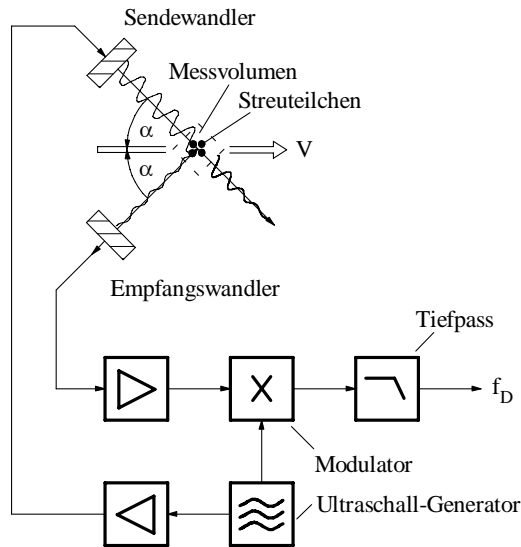 Sendewandler
Messvolumen
Streuteilchen
α
V
α
Empfangswandler
Tiefpass
X
f_D
Modulator
Ultraschall-Generator